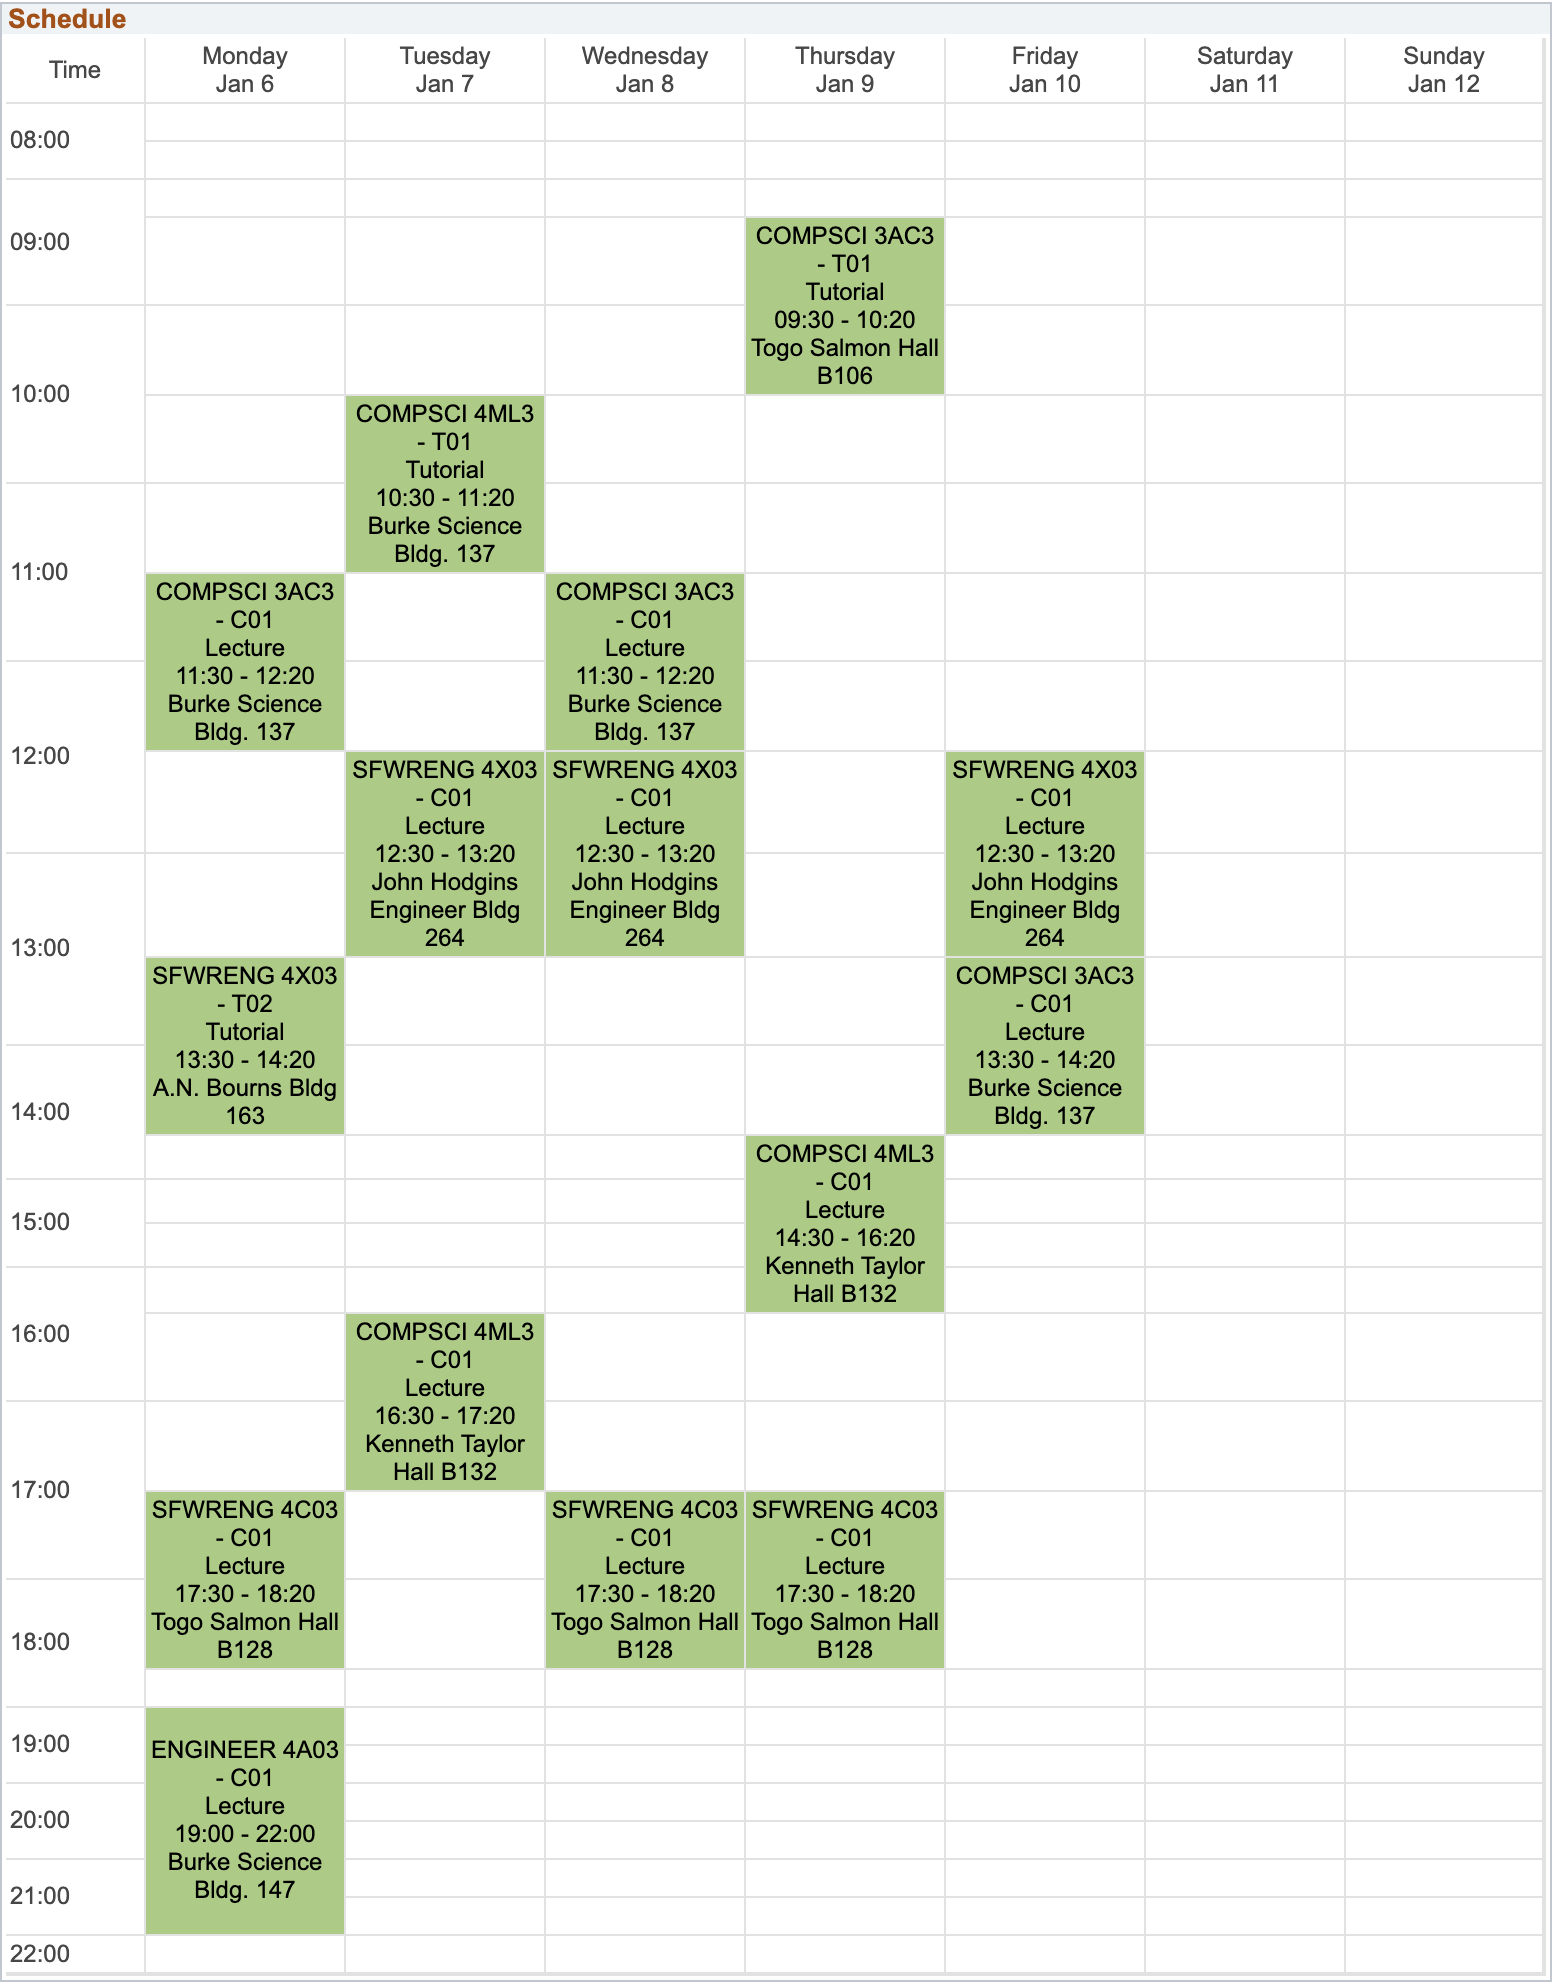 Schedule
Time
Monday
Jan 6
Tuesday
Jan 7
Wednesday
Jan 8
Thursday
Jan 9
Friday
Jan 10
Saturday
Jan 11
Sunday
Jan 12
08:00
09:00
COMPSCI 3AC3
- T01
Tutorial
09:30 - 10:20
Togo Salmon Hall
B106
10:00
COMPSCI 4ML3
- T01
Tutorial
10:30 - 11:20
Burke Science
Bldg. 137
11:00
COMPSCI 3AC3
- C01
Lecture
11:30 - 12:20
Burke Science
Bldg. 137
COMPSCI 3AC3
- C01
Lecture
11:30 - 12:20
Burke Science
Bldg. 137
12:00
SFWRENG 4X03
- C01
Lecture
12:30 - 13:20
John Hodgins
Engineer Bldg
264
SFWRENG 4X03
- C01
Lecture
12:30 - 13:20
John Hodgins
Engineer Bldg
264
SFWRENG 4X03
- C01
Lecture
12:30 - 13:20
John Hodgins
Engineer Bldg
264
13:00
SFWRENG 4X03
- T02
Tutorial
13:30 - 14:20
A.N. Bourns Bldg
163
COMPSCI 3AC3
- C01
Lecture
13:30 - 14:20
Burke Science
Bldg. 137
14:00
COMPSCI 4ML3
- C01
Lecture
14:30 - 16:20
Kenneth Taylor
Hall B132
15:00
16:00
COMPSCI 4ML3
- C01
Lecture
16:30 - 17:20
Kenneth Taylor
Hall B132
17:00
SFWRENG 4C03
- C01
Lecture
17:30 - 18:20
Togo Salmon Hall
B128
SFWRENG 4C03
- C01
Lecture
17:30 - 18:20
Togo Salmon Hall
B128
SFWRENG 4C03
- C01
Lecture
17:30 - 18:20
Togo Salmon Hall
B128
18:00
19:00
ENGINEER 4A03
- C01
Lecture
19:00 - 22:00
Burke Science
Bldg. 147
20:00
21:00
22:00